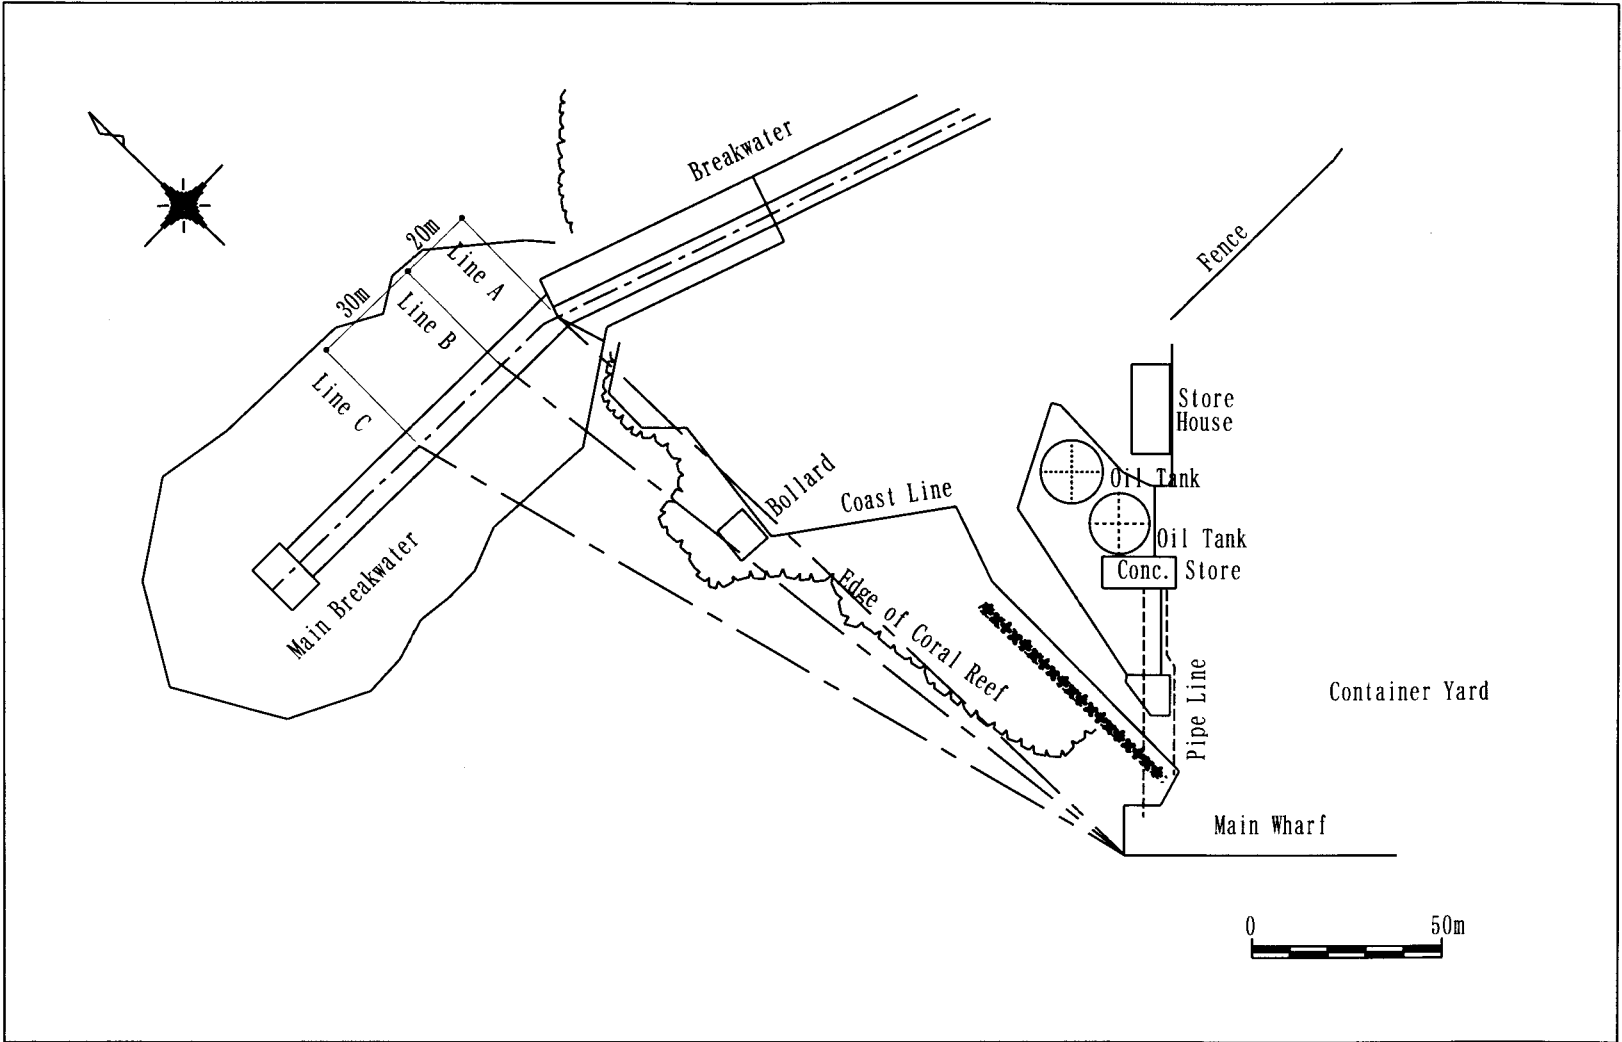 Breakwater
20m
Line A
Fence
30m
Line B
Line C
Store
House
Bollard
Oil Tank
Coast Line
Oil Tank
Conc. Store
Main Breakwater
Edge of Coral Reef
Pipe Line
Container Yard
Main Wharf
0 50m